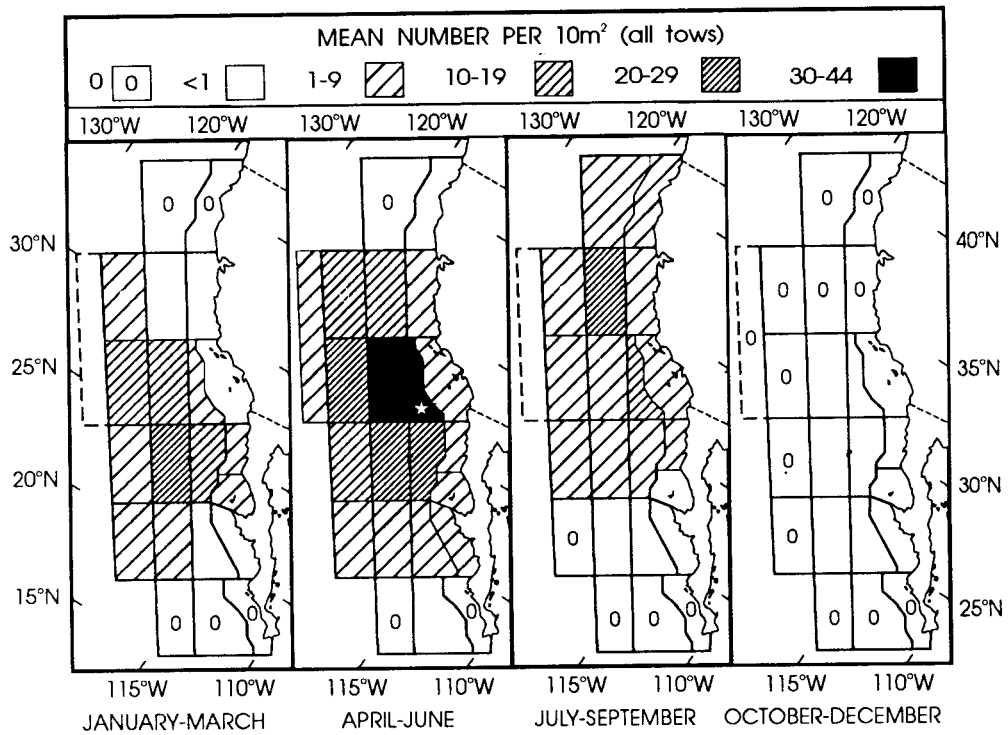 MEAN NUMBER PER 10m² (all tows)
0 0 <1 1-9 10-19 20-29 30-44
130°W 120°W 130°W 120°W 130°W 120°W 130°W 120°W
0 0 0 0 0
30°N 40°N
0 0 0
0
25°N 35°N
0
20°N 30°N
0
0 0
15°N 25°N
0 0 0 0 0 0 0 0 0 0 0
115°W 110°W 115°W 110°W 115°W 110°W 115°W 110°W
JANUARY-MARCH APRIL-JUNE JULY-SEPTEMBER OCTOBER-DECEMBER